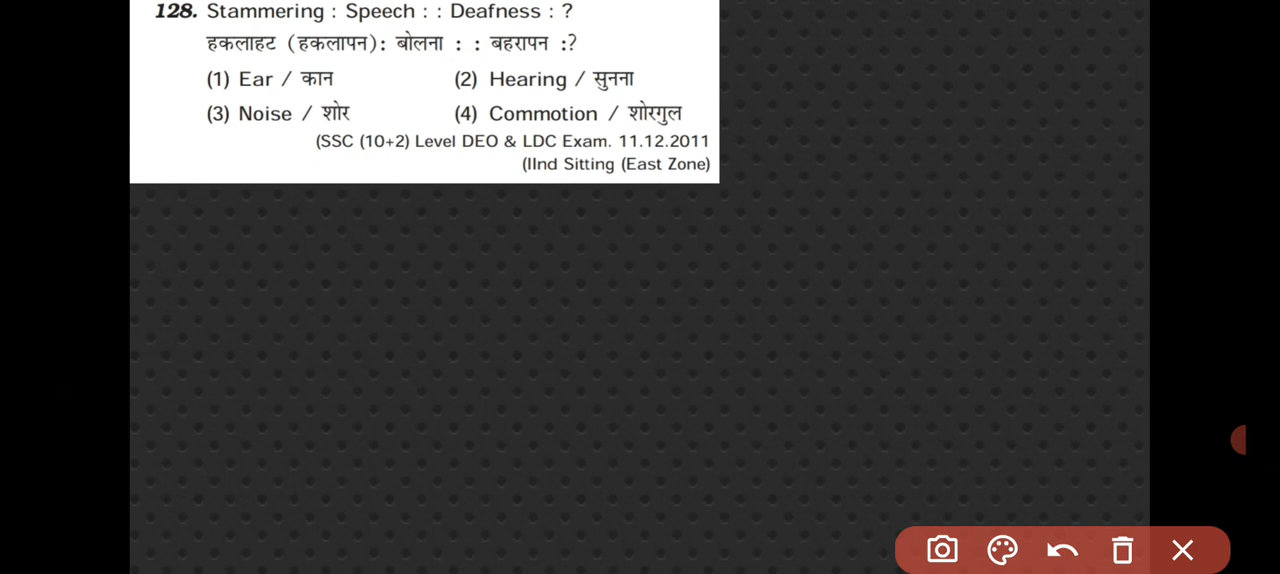 128. Stammering : Speech : : Deafness : ?
हकलाहट (हकलापन): बोलना : : बहरापन :?
(1) Ear / कान (2) Hearing / सुनना
(3) Noise / शोर (4) Commotion / शोरगुल
(SSC (10+2) Level DEO & LDC Exam. 11.12.2011
(IInd Sitting (East Zone)